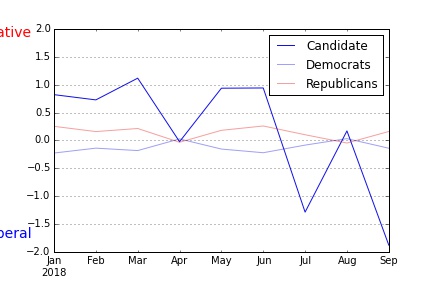 ative
2.0
1.5
1.0
0.5
0.0
−0.5
−1.0
−1.5
−2.0
beral
Candidate
Democrats
Republicans
Jan Feb Mar Apr May Jun Jul Aug Sep
2018